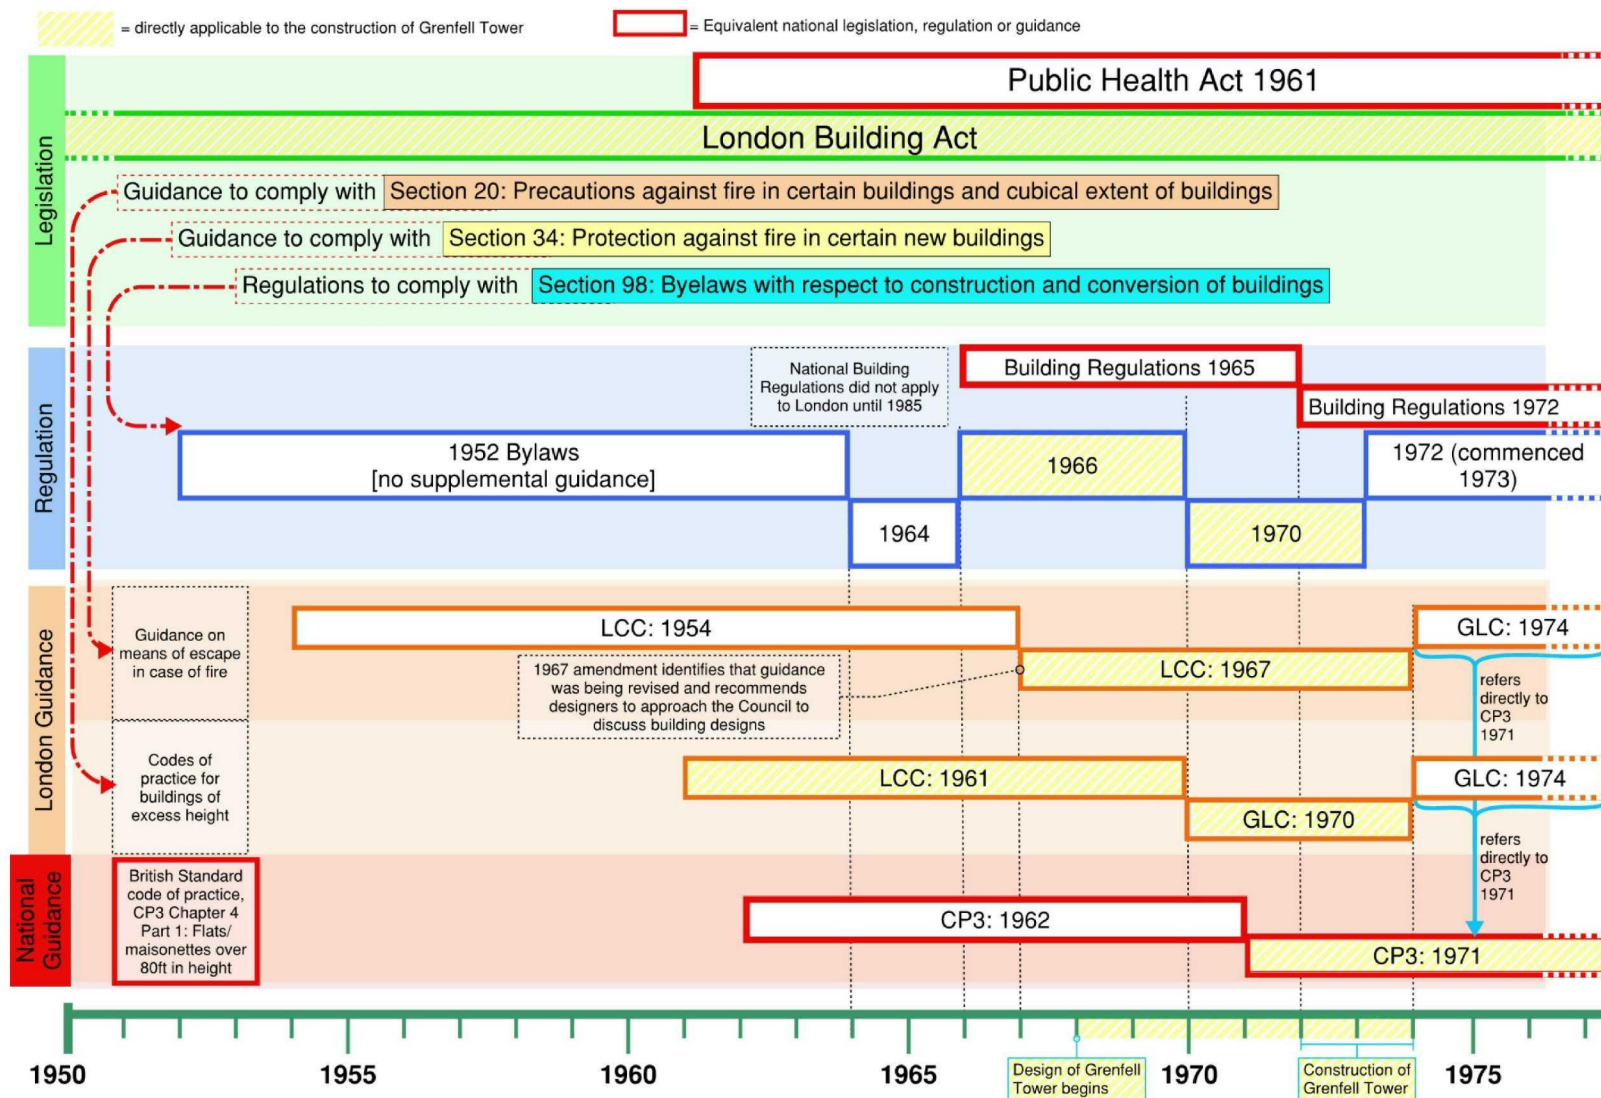 = directly applicable to the construction of Grenfell Tower
= Equivalent national legislation, regulation or guidance
Legislation
Public Health Act 1961
London Building Act
Guidance to comply with Section 20: Precautions against fire in certain buildings and cubical extent of buildings
Guidance to comply with Section 34: Protection against fire in certain new buildings
Regulations to comply with Section 98: Byelaws with respect to construction and conversion of buildings
Regulation
National Building
Regulations did not apply
to London until 1985
Building Regulations 1965
Building Regulations 1972
1952 Bylaws
[no supplemental guidance]
1964
1966
1970
1972 (commenced
1973)
London Guidance
Guidance on
means of escape
in case of fire
LCC: 1954
1967 amendment identifies that guidance
was being revised and recommends
designers to approach the Council to
discuss building designs
LCC: 1967
GLC: 1974
refers
directly to
CP3
1971
Codes of
practice for
buildings of
excess height
LCC: 1961
GLC: 1970
GLC: 1974
refers
directly to
CP3
1971
National
Guidance
British Standard
code of practice,
CP3 Chapter 4
Part 1: Flats/
maisonettes over
80ft in height
CP3: 1962
CP3: 1971
1950
1955
1960
1965
Design of Grenfell
Tower begins
1970
Construction of
Grenfell Tower
1975